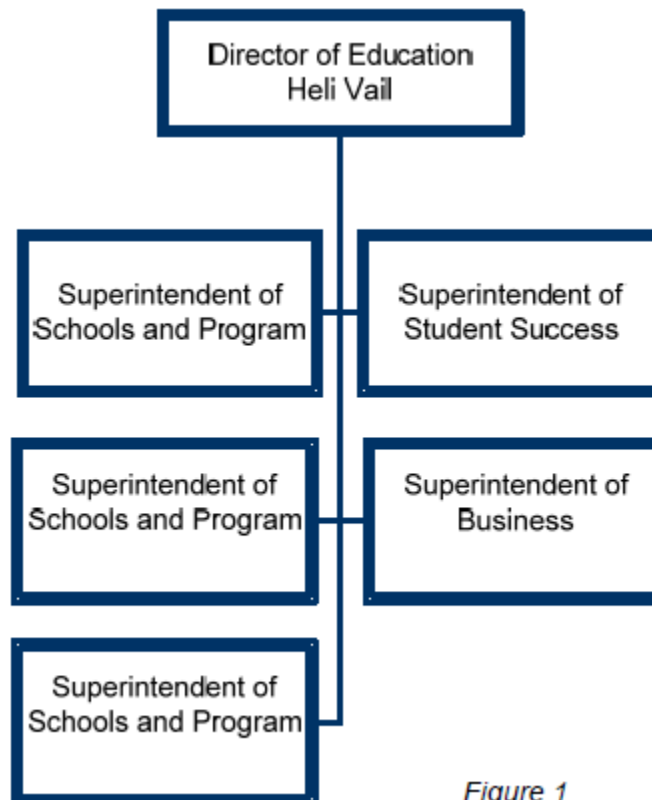 Director of Education
Heli Vail
Superintendent of
Schools and Program
Superintendent of
Student Success
Superintendent of
Schools and Program
Superintendent of
Business
Superintendent of
Schools and Program
Figure 1